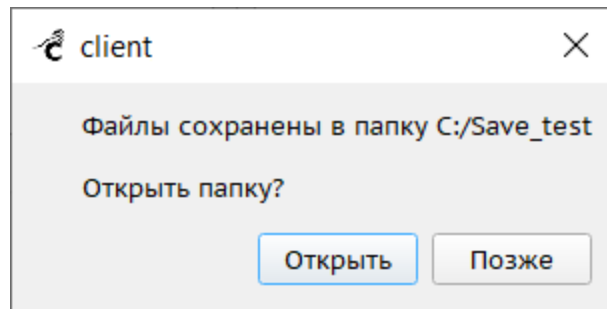 client
Файлы сохранены в папку C:/Save_test
Открыть папку?
Открыть
Позже